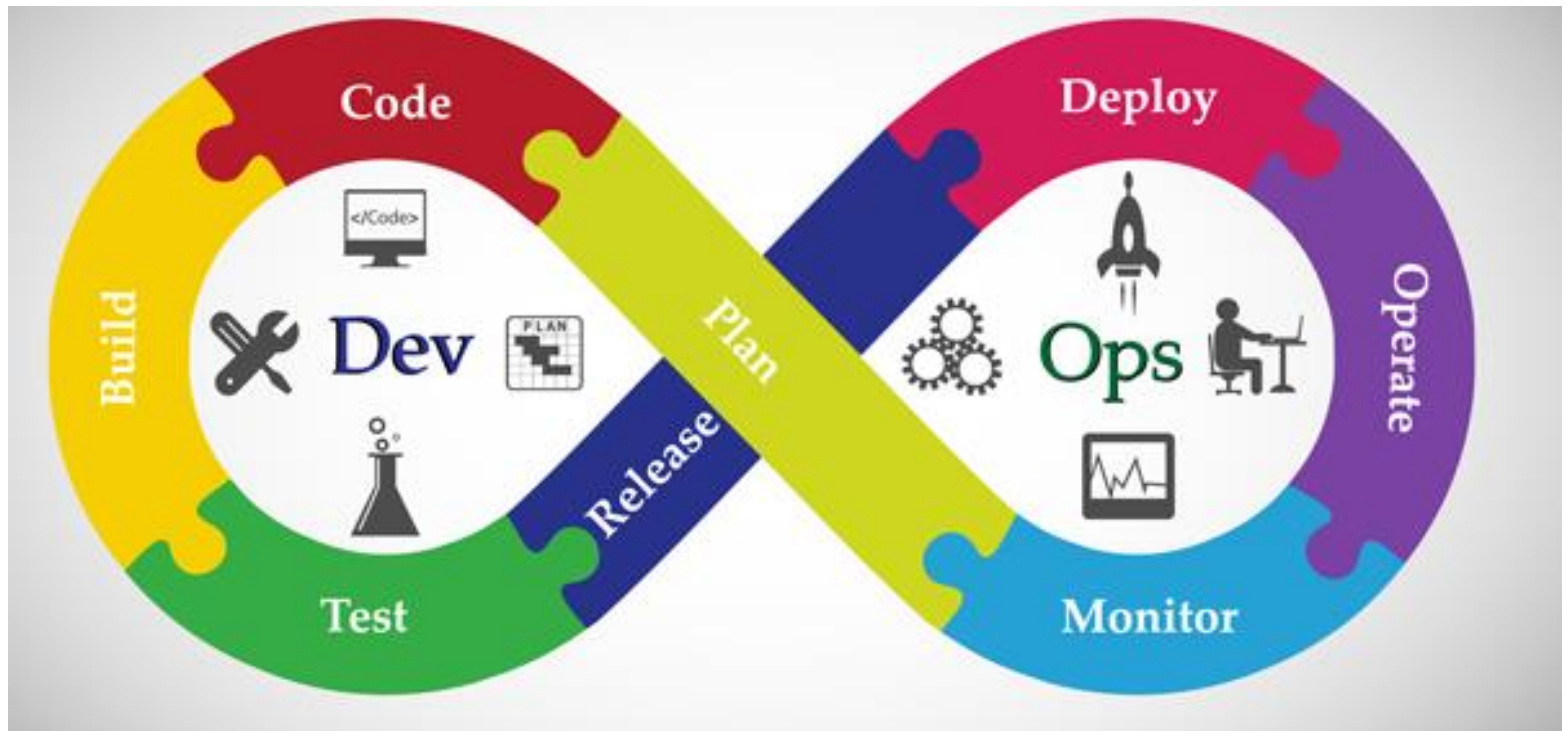 Code
Deploy
</Code>
PLAN
Build
Dev
Plan
Ops
Operate
Release
Test
Monitor